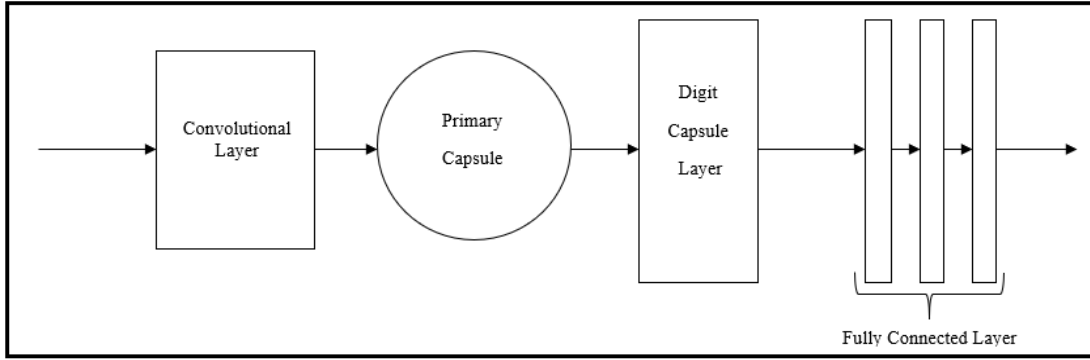 Convolutional
Layer
Primary
Capsule
Digit
Capsule
Layer
Fully Connected Layer